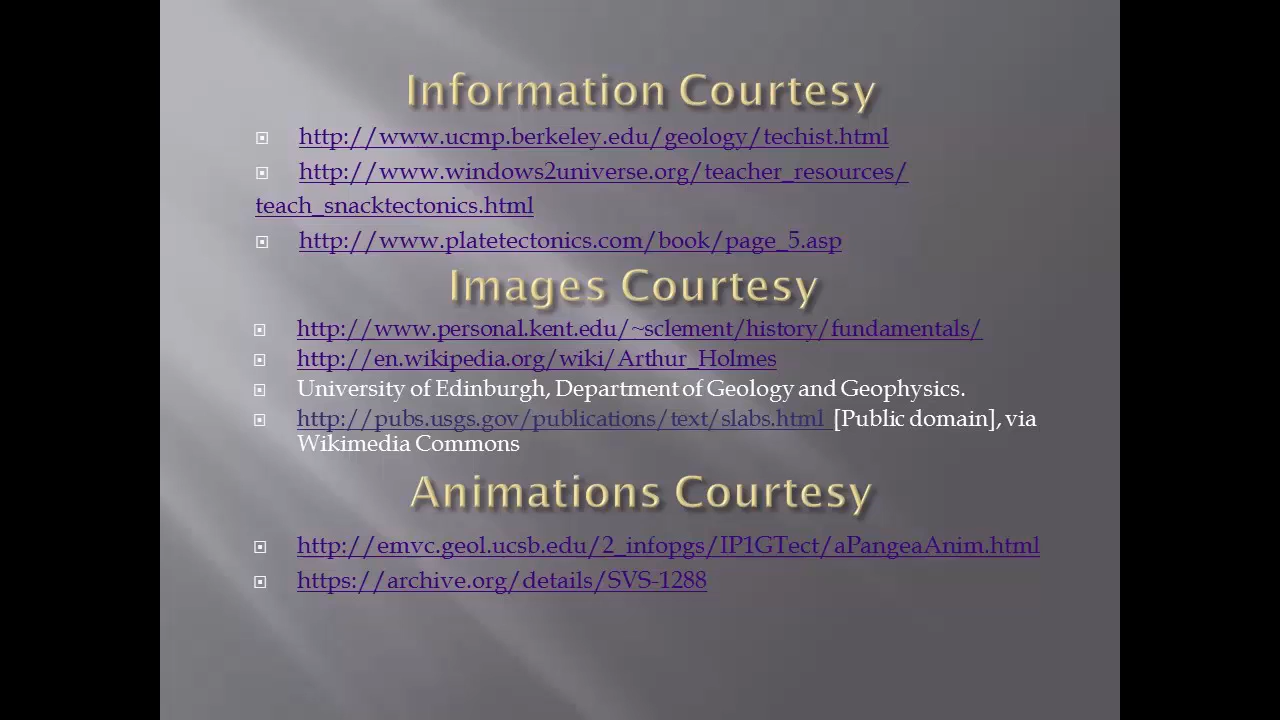 Information Courtesy
http://www.ucmp.berkeley.edu/geology/techist.html
http://www.windows2universe.org/teacher_resources/
teach_snacktectonics.html
http://www.platetectonics.com/book/page_5.asp
Images Courtesy
http://www.personal.kent.edu/~sclement/history/fundamentals/
http://en.wikipedia.org/wiki/Arthur_Holmes
University of Edinburgh, Department of Geology and Geophysics.
http://pubs.usgs.gov/publications/text/slabs.html [Public domain], via
Wikimedia Commons
Animations Courtesy
http://emvc.geol.ucsb.edu/2_infopgs/IP1GTect/aPangeaAnim.html
https://archive.org/details/SVS-1288